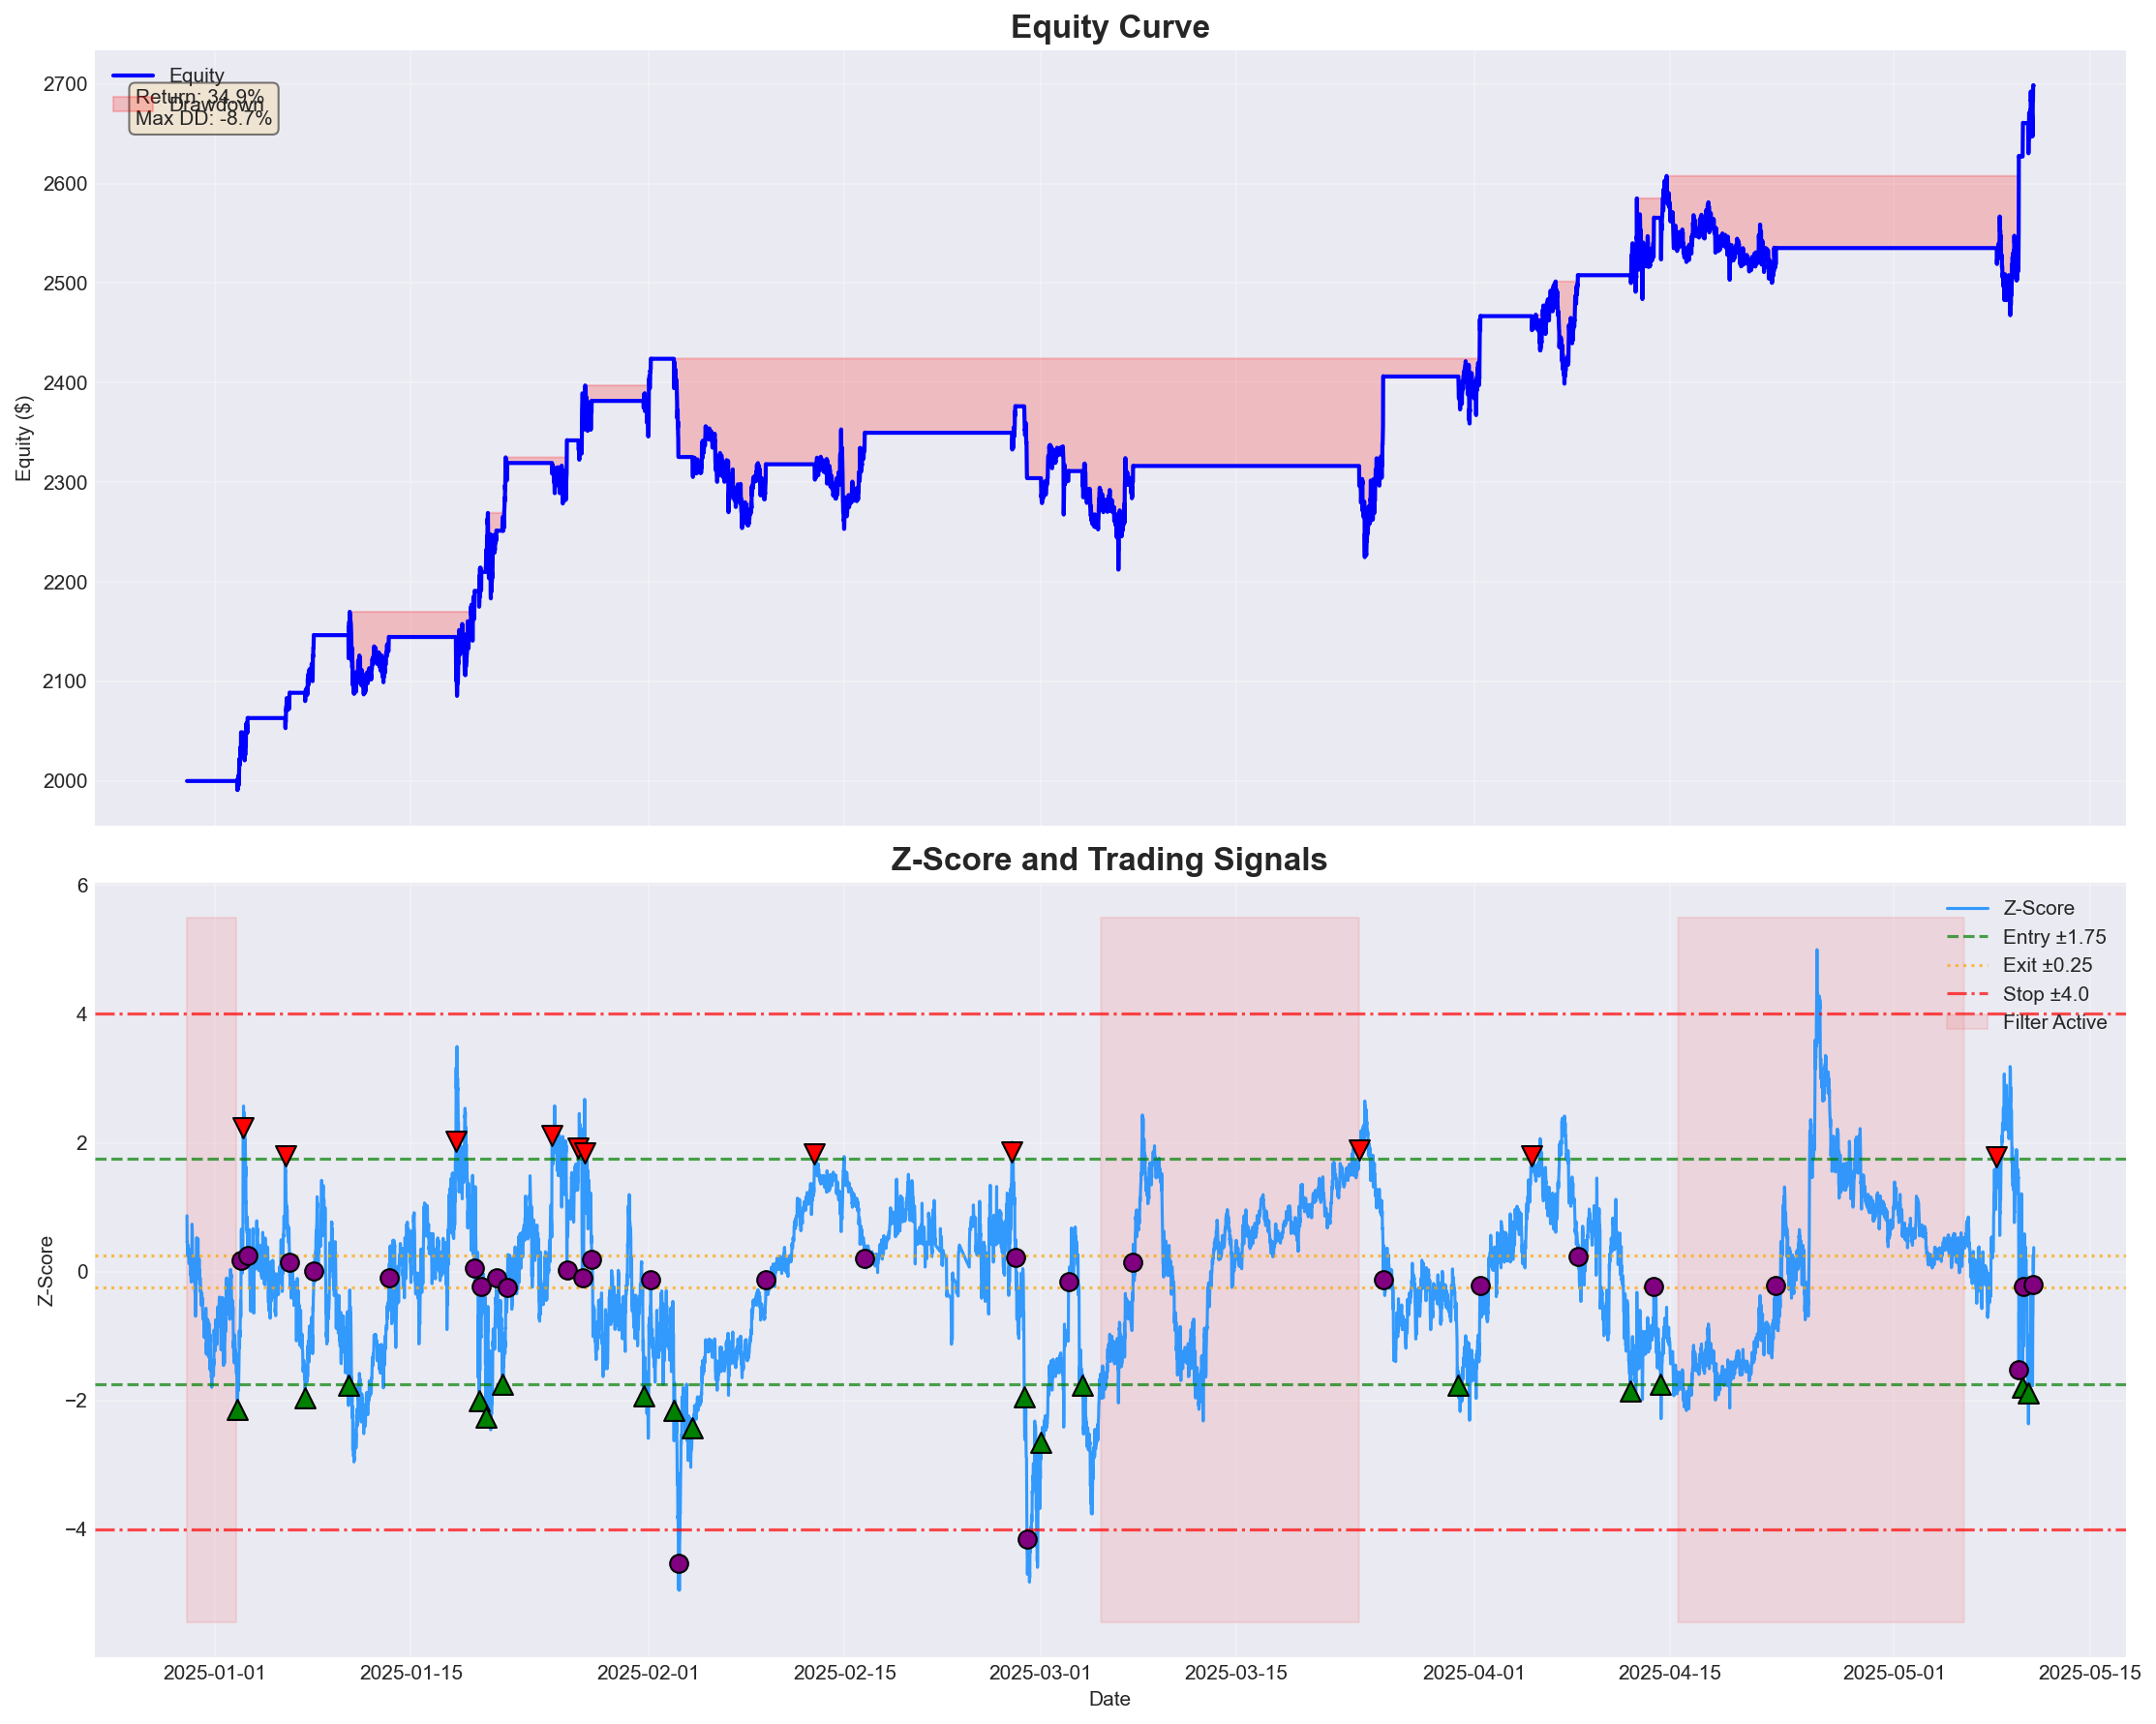 Equity Curve
Equity
Return: 34.9%
Drawdown
Max DD: -8.7%
2700
2600
2500
2400
2300
2200
2100
2000
Equity ($)
Z-Score and Trading Signals
Z-Score
Entry ±1.75
Exit ±0.25
Stop ±4.0
Filter Active
6
4
2
0
−2
−4
Z-Score
2025-01-01
2025-01-15
2025-02-01
2025-02-15
2025-03-01
2025-03-15
2025-04-01
2025-04-15
2025-05-01
2025-05-15
Date